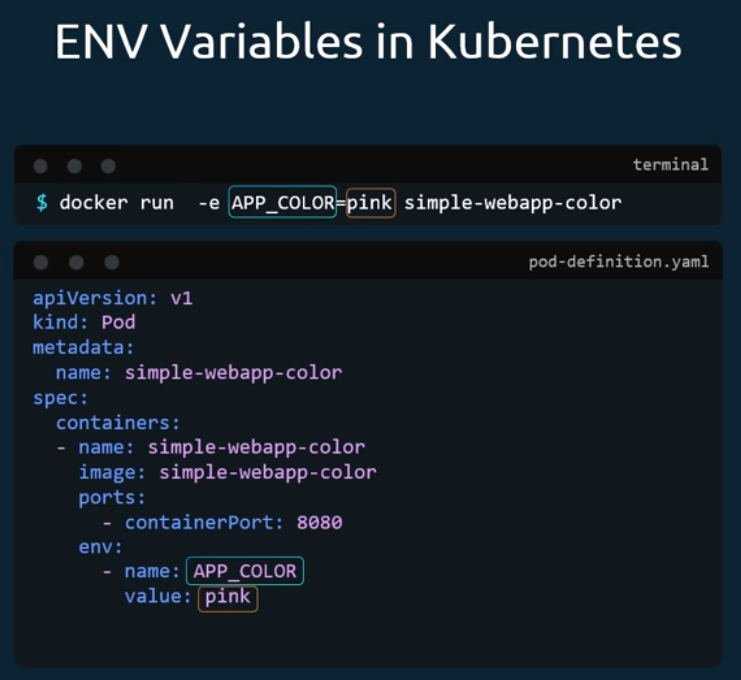 ENV Variables in Kubernetes
terminal
$ docker run  -e APP_COLOR=pink simple-webapp-color
pod-definition.yaml
apiVersion: v1
kind: Pod
metadata:
  name: simple-webapp-color
spec:
  containers:
  - name: simple-webapp-color
    image: simple-webapp-color
    ports:
      - containerPort: 8080
    env:
      - name: APP_COLOR
        value: pink